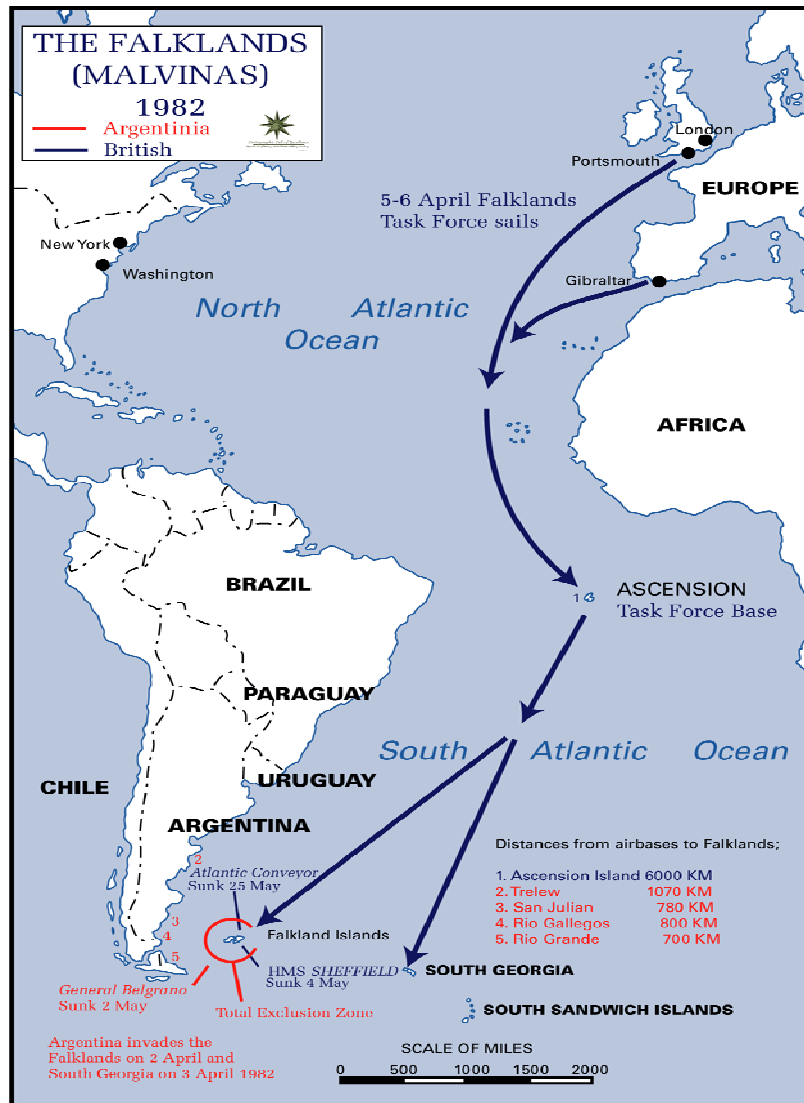 THE FALKLANDS
(MALVINAS)
1982
Argentinia
British
London
Portsmouth
EUROPE
5-6 April Falklands
Task Force sails
New York
Washington
Gibraltar
North Atlantic
Ocean
AFRICA
BRAZIL
1
ASCENSION
Task Force Base
PARAGUAY
South Atlantic Ocean
CHILE
URUGUAY
ARGENTINA
Distances from airbases to Falklands;
1. Ascension Island 6000 KM
2. Trelew 1070 KM
3. San Julian 780 KM
4. Rio Gallegos 800 KM
5. Rio Grande 700 KM
2
Atlantic Conveyor
Sunk 25 May
3
4
5
Falkland Islands
HMS SHEFFIELD
Sunk 4 May
SOUTH GEORGIA
General Belgrano
Sunk 2 May
Total Exclusion Zone
SOUTH SANDWICH ISLANDS
Argentina invades the
Falklands on 2 April and
South Georgia on 3 April 1982
SCALE OF MILES
0 500 1000 1500 2000